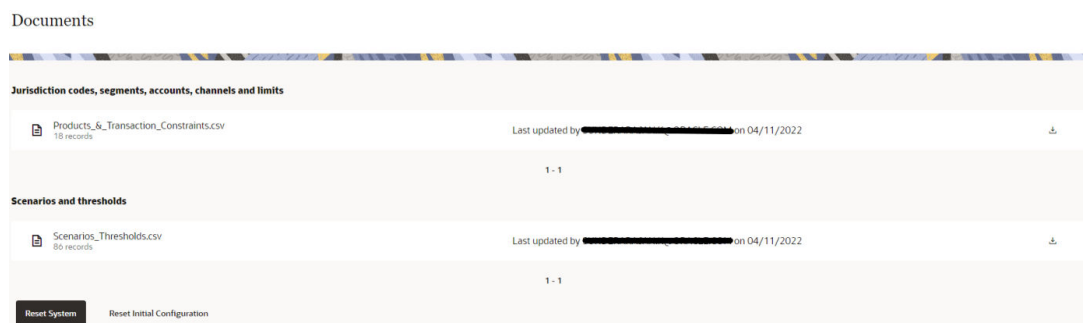 Documents
Jurisdiction codes, segments, accounts, channels and limits
Products_&_Transaction_Constraints.csv
18 records
Last updated by on 04/11/2022
1 - 1
Scenarios and thresholds
Scenarios_Thresholds.csv
86 records
Last updated by on 04/11/2022
1 - 1
Reset System Reset Initial Configuration